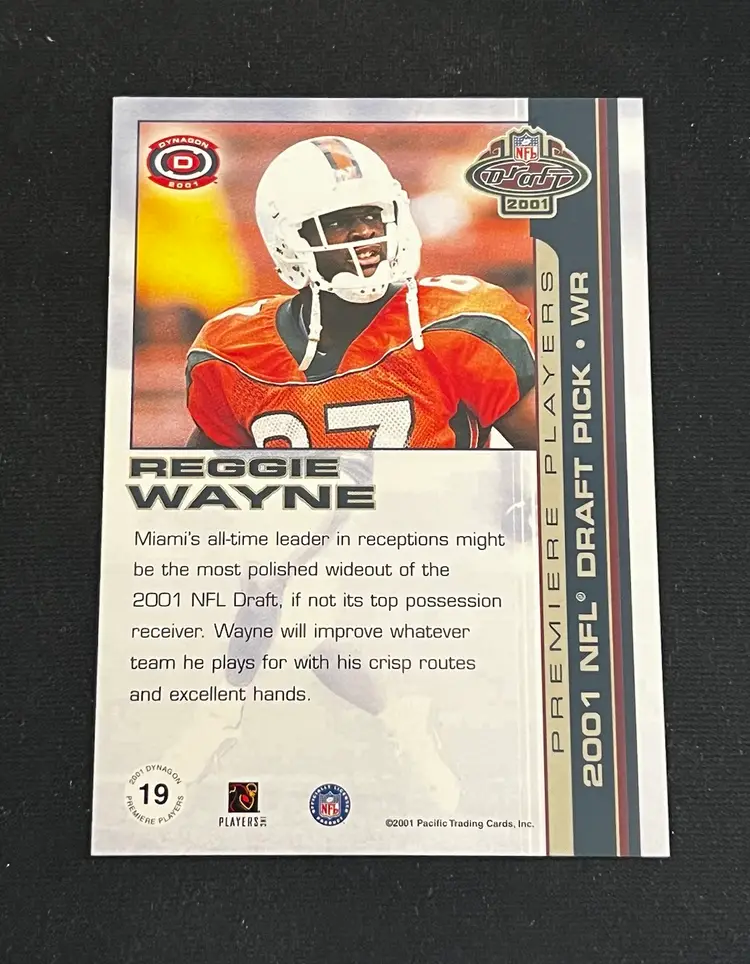 DYNAGON
D
2001
NFL
Draft
2001
87
REGGIE
WAYNE
Miami's all-time leader in receptions might
be the most polished wideout of the
2001 NFL Draft, if not its top possession
receiver. Wayne will improve whatever
team he plays for with his crisp routes
and excellent hands.
PREMIERE PLAYERS
2001 NFL® DRAFT PICK • WR
2001 DYNAGON
19
PREMIERE PLAYERS
PLAYERS INC
NFL
©2001 Pacific Trading Cards, Inc.